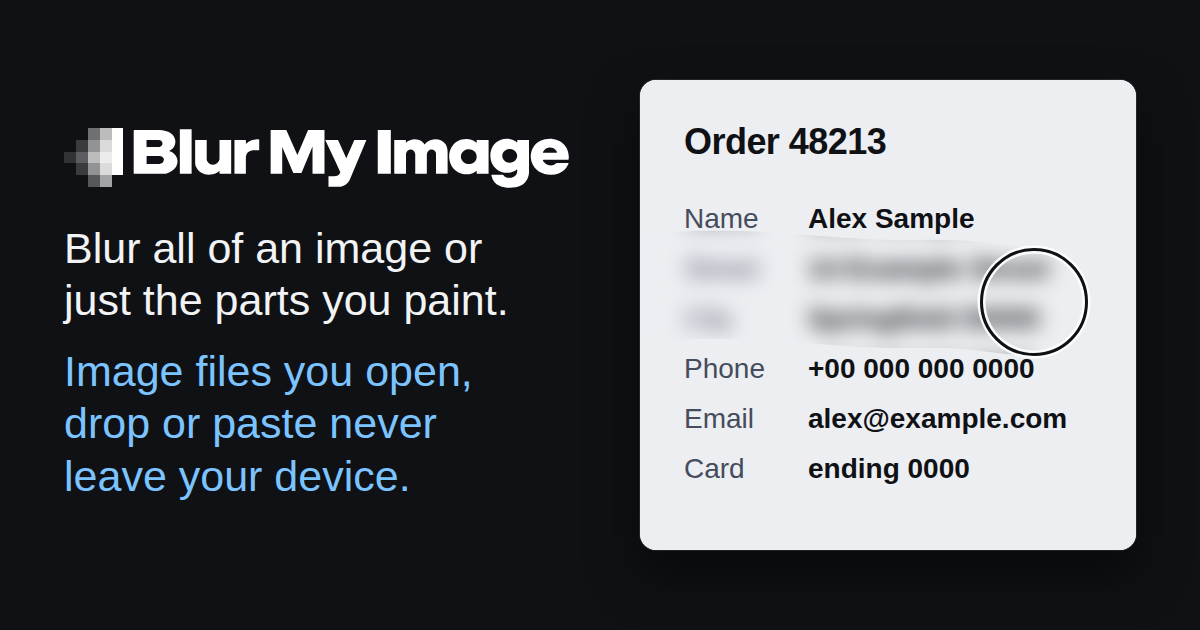 Blur My Image
Blur all of an image or
just the parts you paint.
Image files you open,
drop or paste never
leave your device.
Order 48213
Name Alex Sample
Phone +00 000 000 0000
Email alex@example.com
Card ending 0000